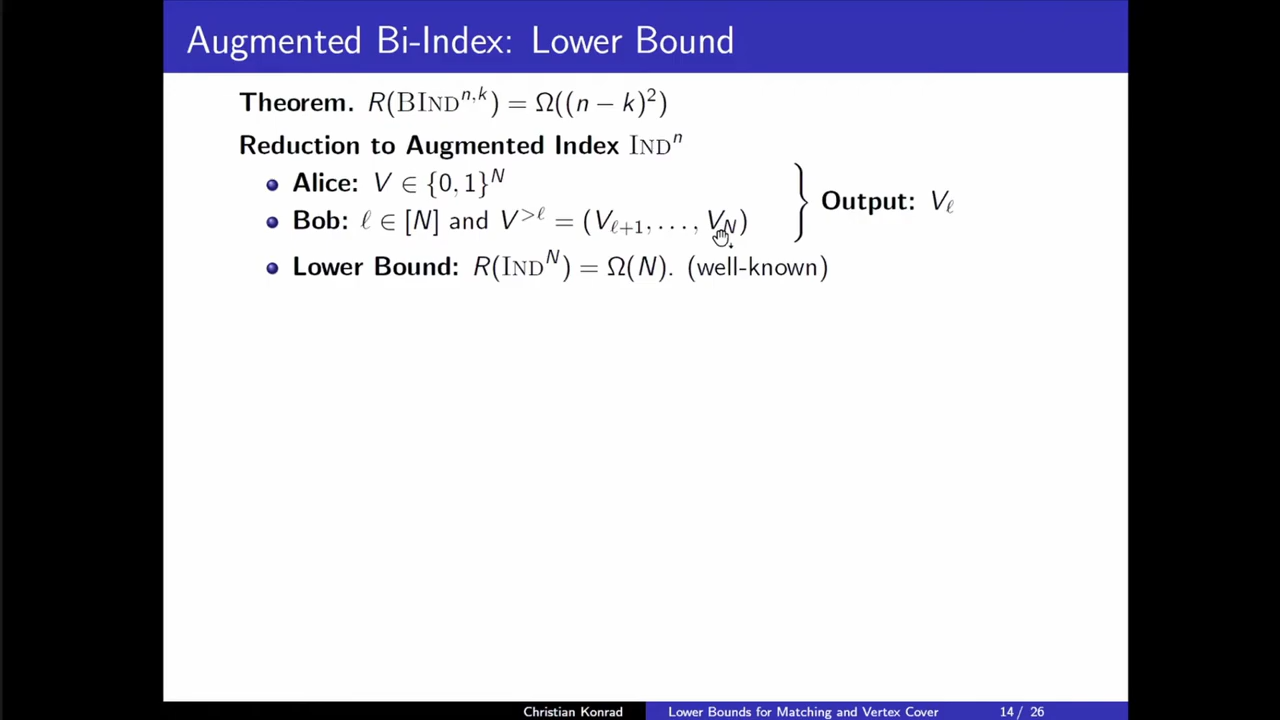 Augmented Bi-Index: Lower Bound
Theorem. R(BIND^{n,k}) = Ω((n − k)²)
Reduction to Augmented Index IND^n
Alice: V ∈ {0, 1}^N
Bob: ℓ ∈ [N] and V^{>ℓ} = (V_{ℓ+1}, . . . , V_N)
Output: V_ℓ
Lower Bound: R(IND^N) = Ω(N). (well-known)
Christian Konrad Lower Bounds for Matching and Vertex Cover 14 / 26